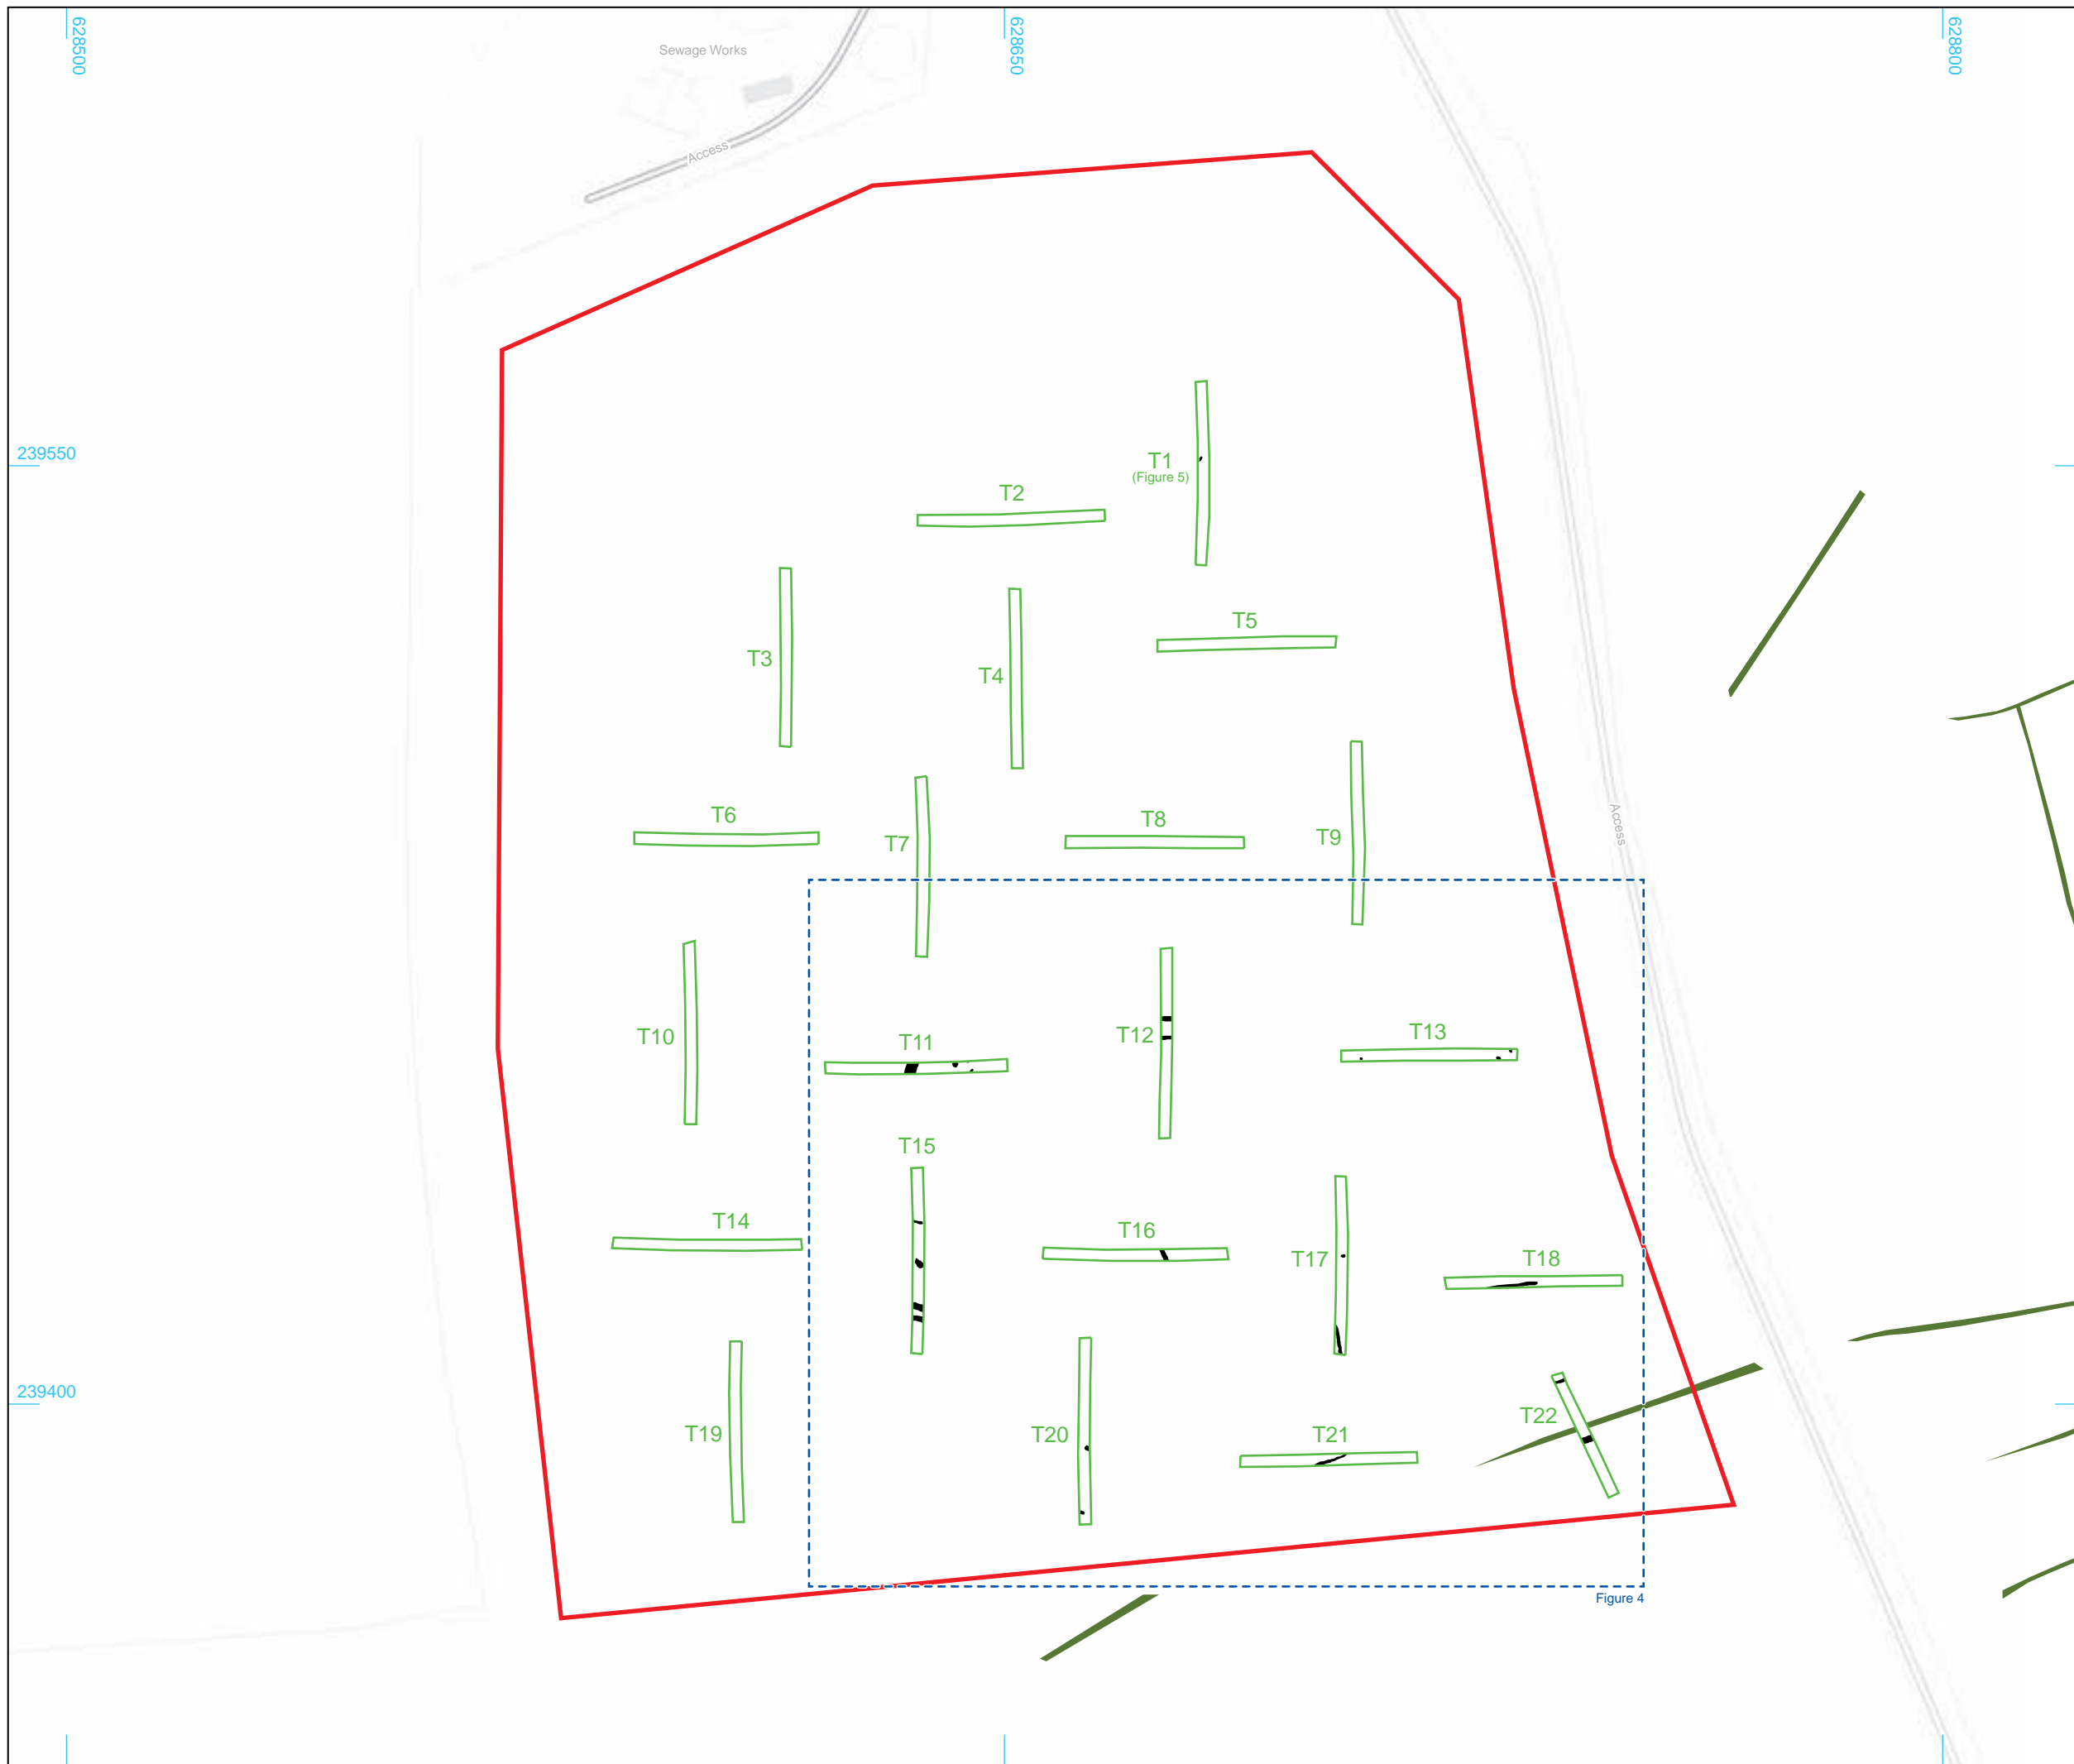 628500
628650
628800
Sewage Works
Access
239550
T1
(Figure 5)
T2
T5
T3
T4
T6
T7
T8
T9
Access
T10
T11
T12
T13
T15
T14
T16
T17
T18
239400
T19
T20
T21
T22
Figure 4